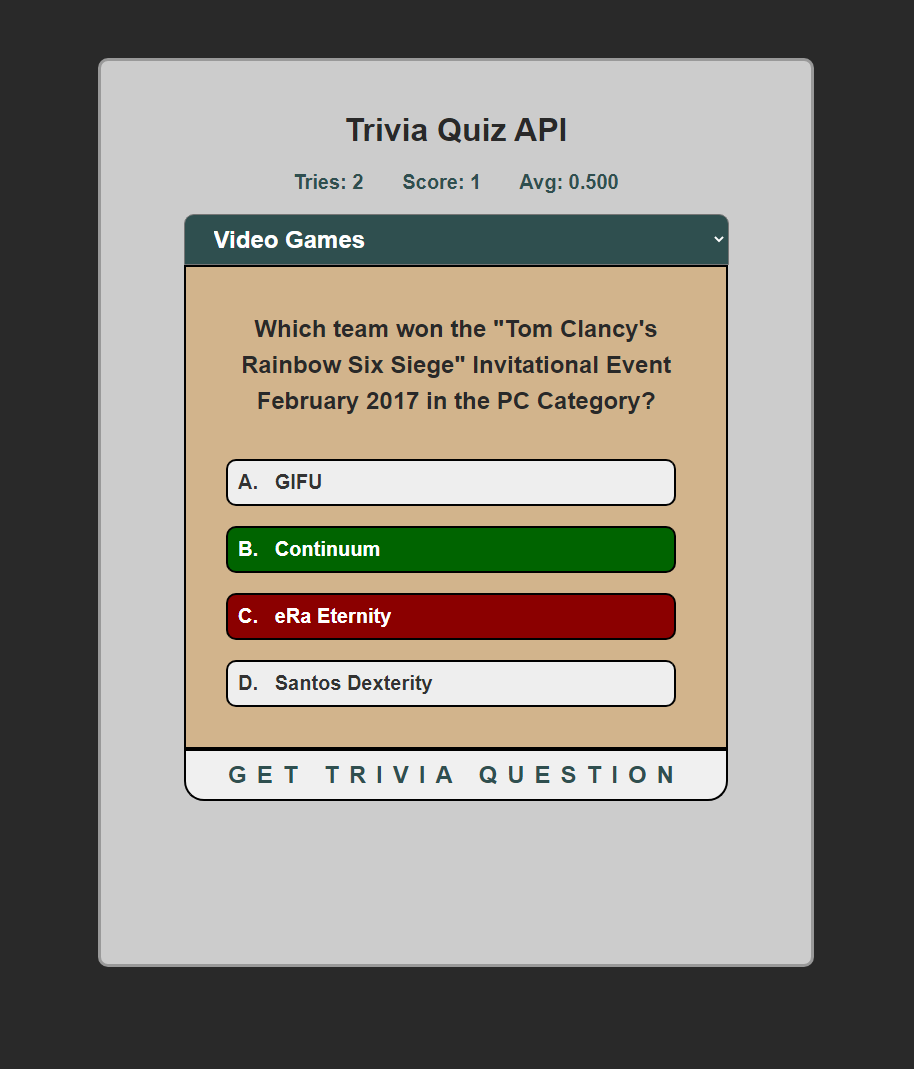 Trivia Quiz API
Tries: 2 Score: 1 Avg: 0.500
Video Games
Which team won the "Tom Clancy's
Rainbow Six Siege" Invitational Event
February 2017 in the PC Category?
A. GIFU
B. Continuum
C. eRa Eternity
D. Santos Dexterity
GET TRIVIA QUESTION